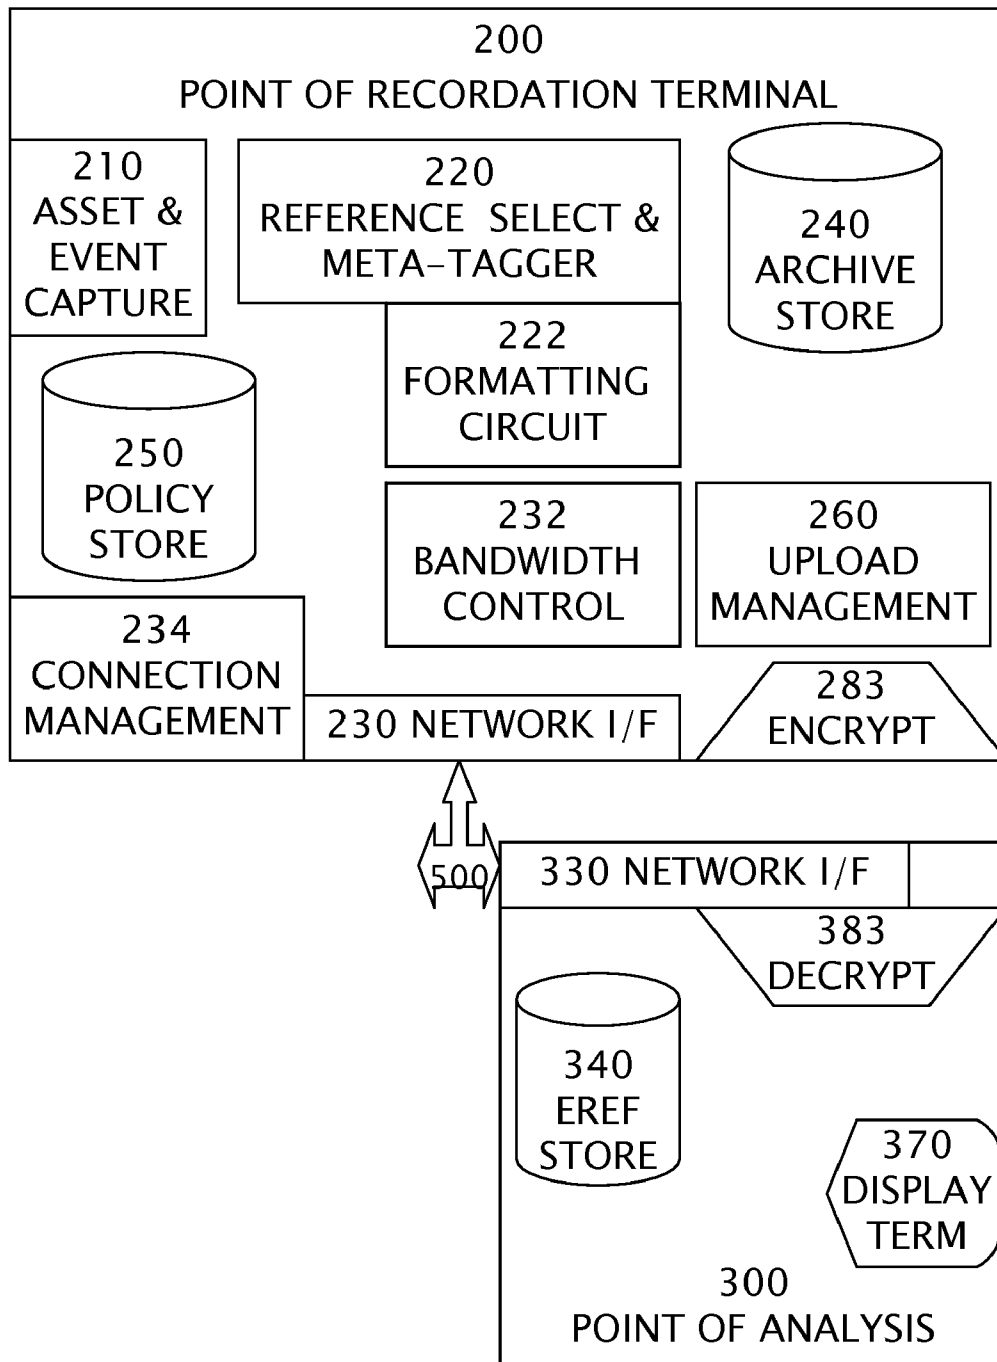 200
POINT OF RECORDATION TERMINAL
210
ASSET &
EVENT
CAPTURE
220
REFERENCE SELECT &
META-TAGGER
240
ARCHIVE
STORE
222
FORMATTING
CIRCUIT
250
POLICY
STORE
232
BANDWIDTH
CONTROL
260
UPLOAD
MANAGEMENT
234
CONNECTION
MANAGEMENT
230 NETWORK I/F
283
ENCRYPT
500
330 NETWORK I/F
383
DECRYPT
340
EREF
STORE
370
DISPLAY
TERM
300
POINT OF ANALYSIS